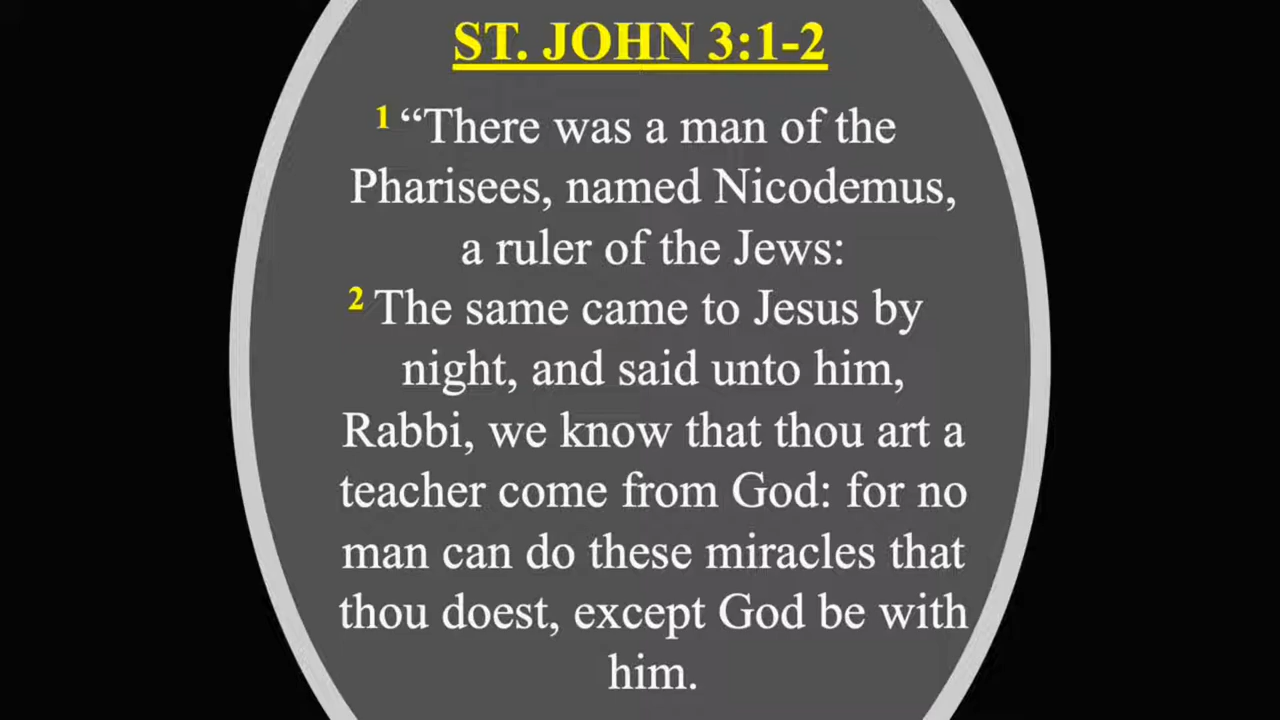 ST. JOHN 3:1-2
1 “There was a man of the
Pharisees, named Nicodemus,
a ruler of the Jews:
2 The same came to Jesus by
night, and said unto him,
Rabbi, we know that thou art a
teacher come from God: for no
man can do these miracles that
thou doest, except God be with
him.